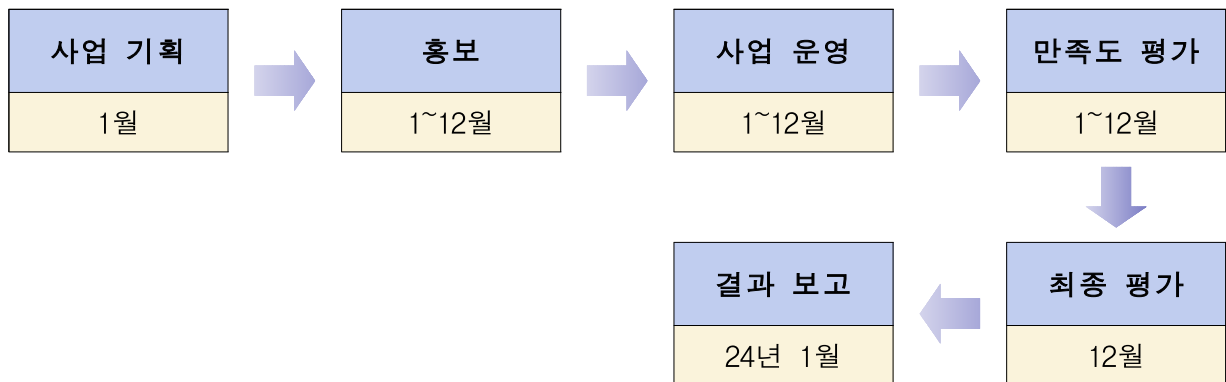 사업 기획
1월
홍보
1~12월
사업 운영
1~12월
만족도 평가
1~12월
최종 평가
12월
결과 보고
24년 1월